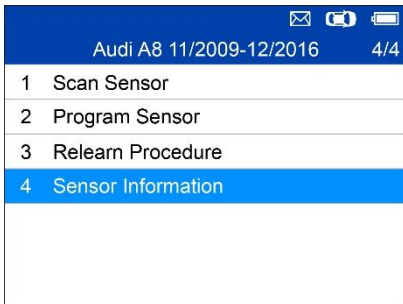 Audi A8 11/2009-12/2016 4/4
1 Scan Sensor
2 Program Sensor
3 Relearn Procedure
4 Sensor Information